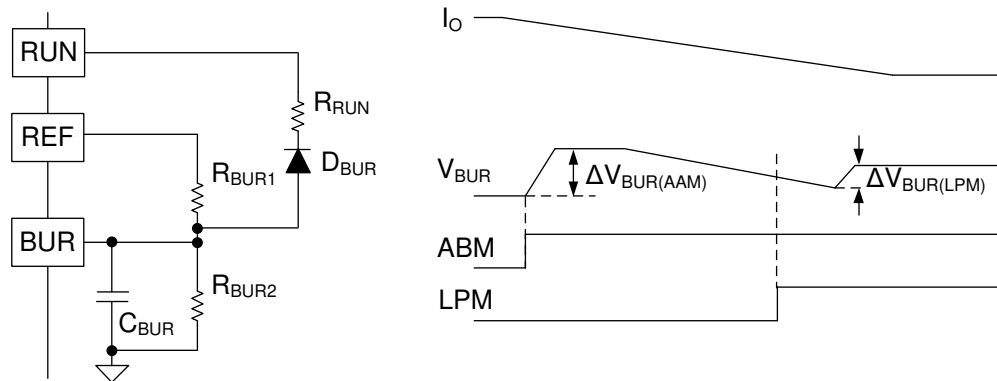 RUN
REF
BUR
R_RUN
D_BUR
R_BUR1
R_BUR2
C_BUR
I_O
V_BUR
ΔV_BUR(AAM)
ΔV_BUR(LPM)
ABM
LPM